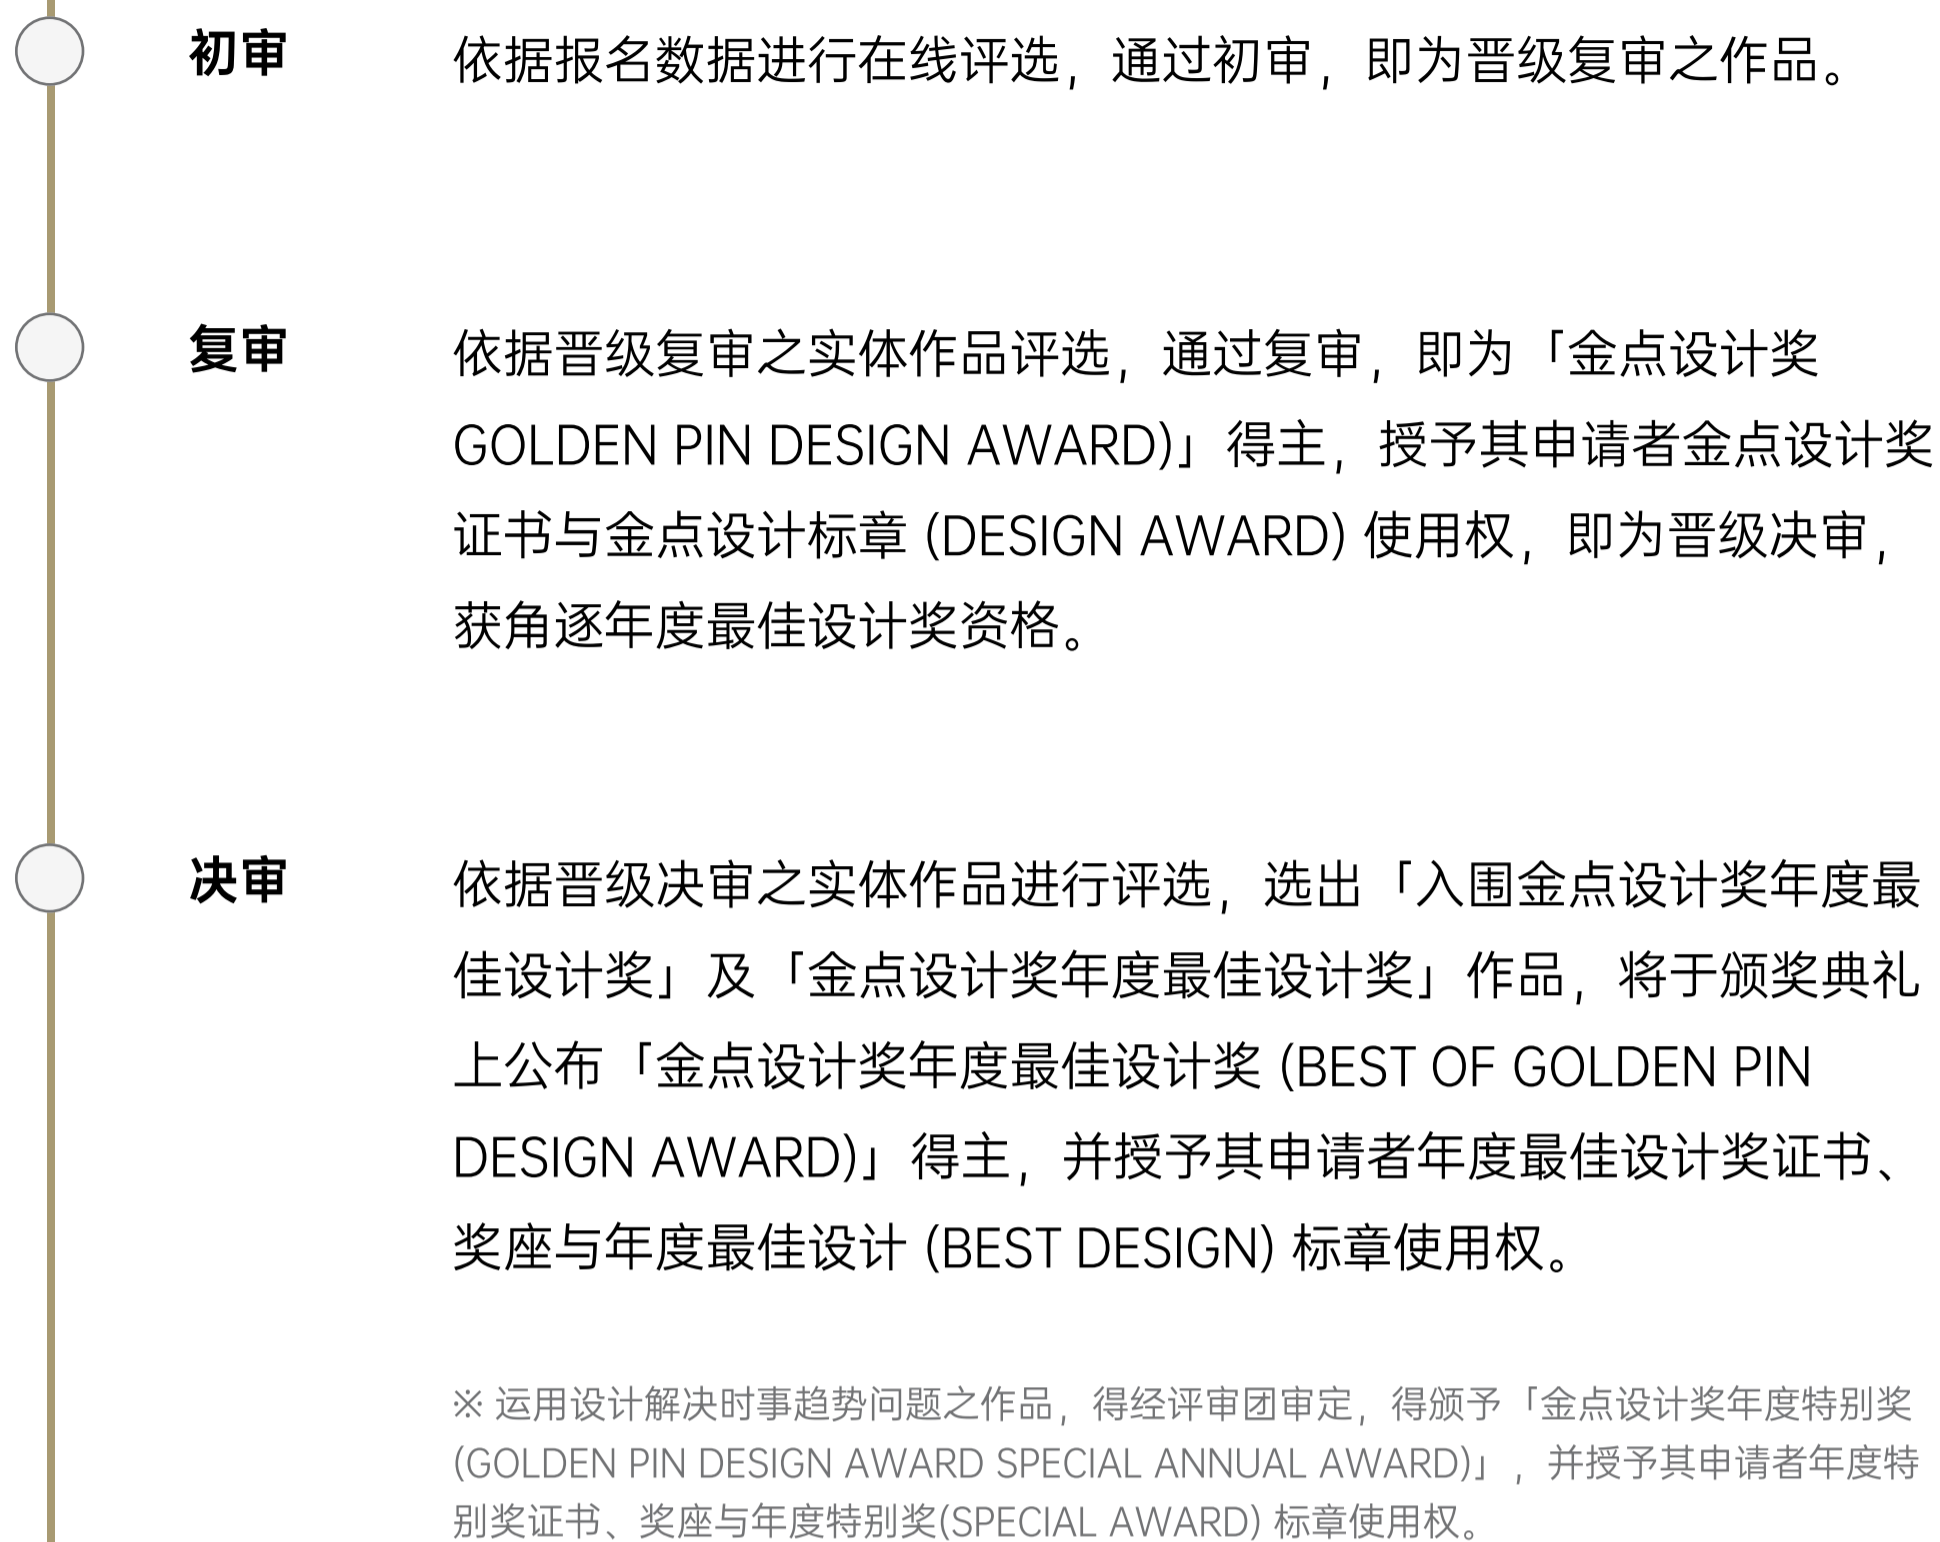 初审
依据报名数据进行在线评选，通过初审，即为晋级复审之作品。
复审
依据晋级复审之实体作品评选，通过复审，即为「金点设计奖
GOLDEN PIN DESIGN AWARD)」得主，授予其申请者金点设计奖
证书与金点设计标章 (DESIGN AWARD) 使用权，即为晋级决审，
获角逐年度最佳设计奖资格。
决审
依据晋级决审之实体作品进行评选，选出「入围金点设计奖年度最
佳设计奖」及「金点设计奖年度最佳设计奖」作品，将于颁奖典礼
上公布「金点设计奖年度最佳设计奖 (BEST OF GOLDEN PIN
DESIGN AWARD)」得主，并授予其申请者年度最佳设计奖证书、
奖座与年度最佳设计 (BEST DESIGN) 标章使用权。
※ 运用设计解决时事趋势问题之作品，得经评审团审定，得颁予「金点设计奖年度特别奖
(GOLDEN PIN DESIGN AWARD SPECIAL ANNUAL AWARD)」，并授予其申请者年度特
别奖证书、奖座与年度特别奖(SPECIAL AWARD) 标章使用权。